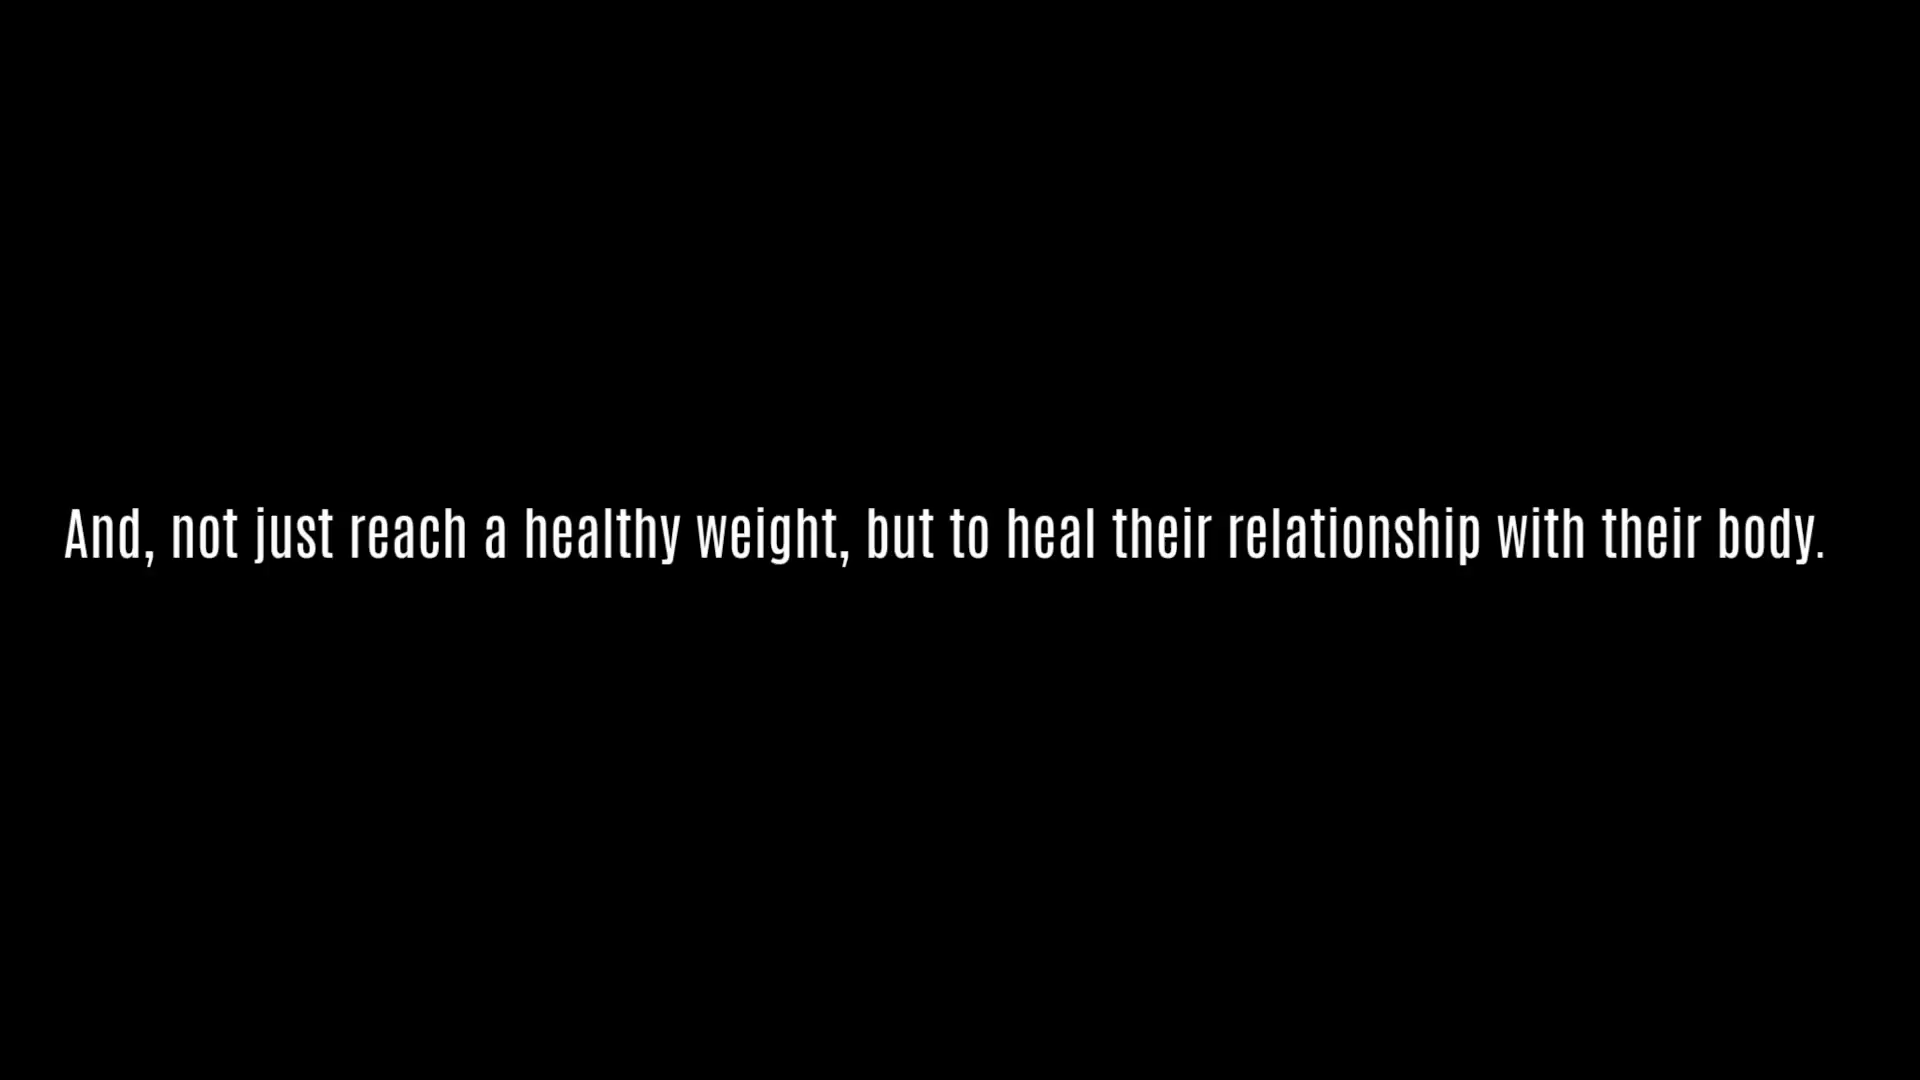 And, not just reach a healthy weight, but to heal their relationship with their body.